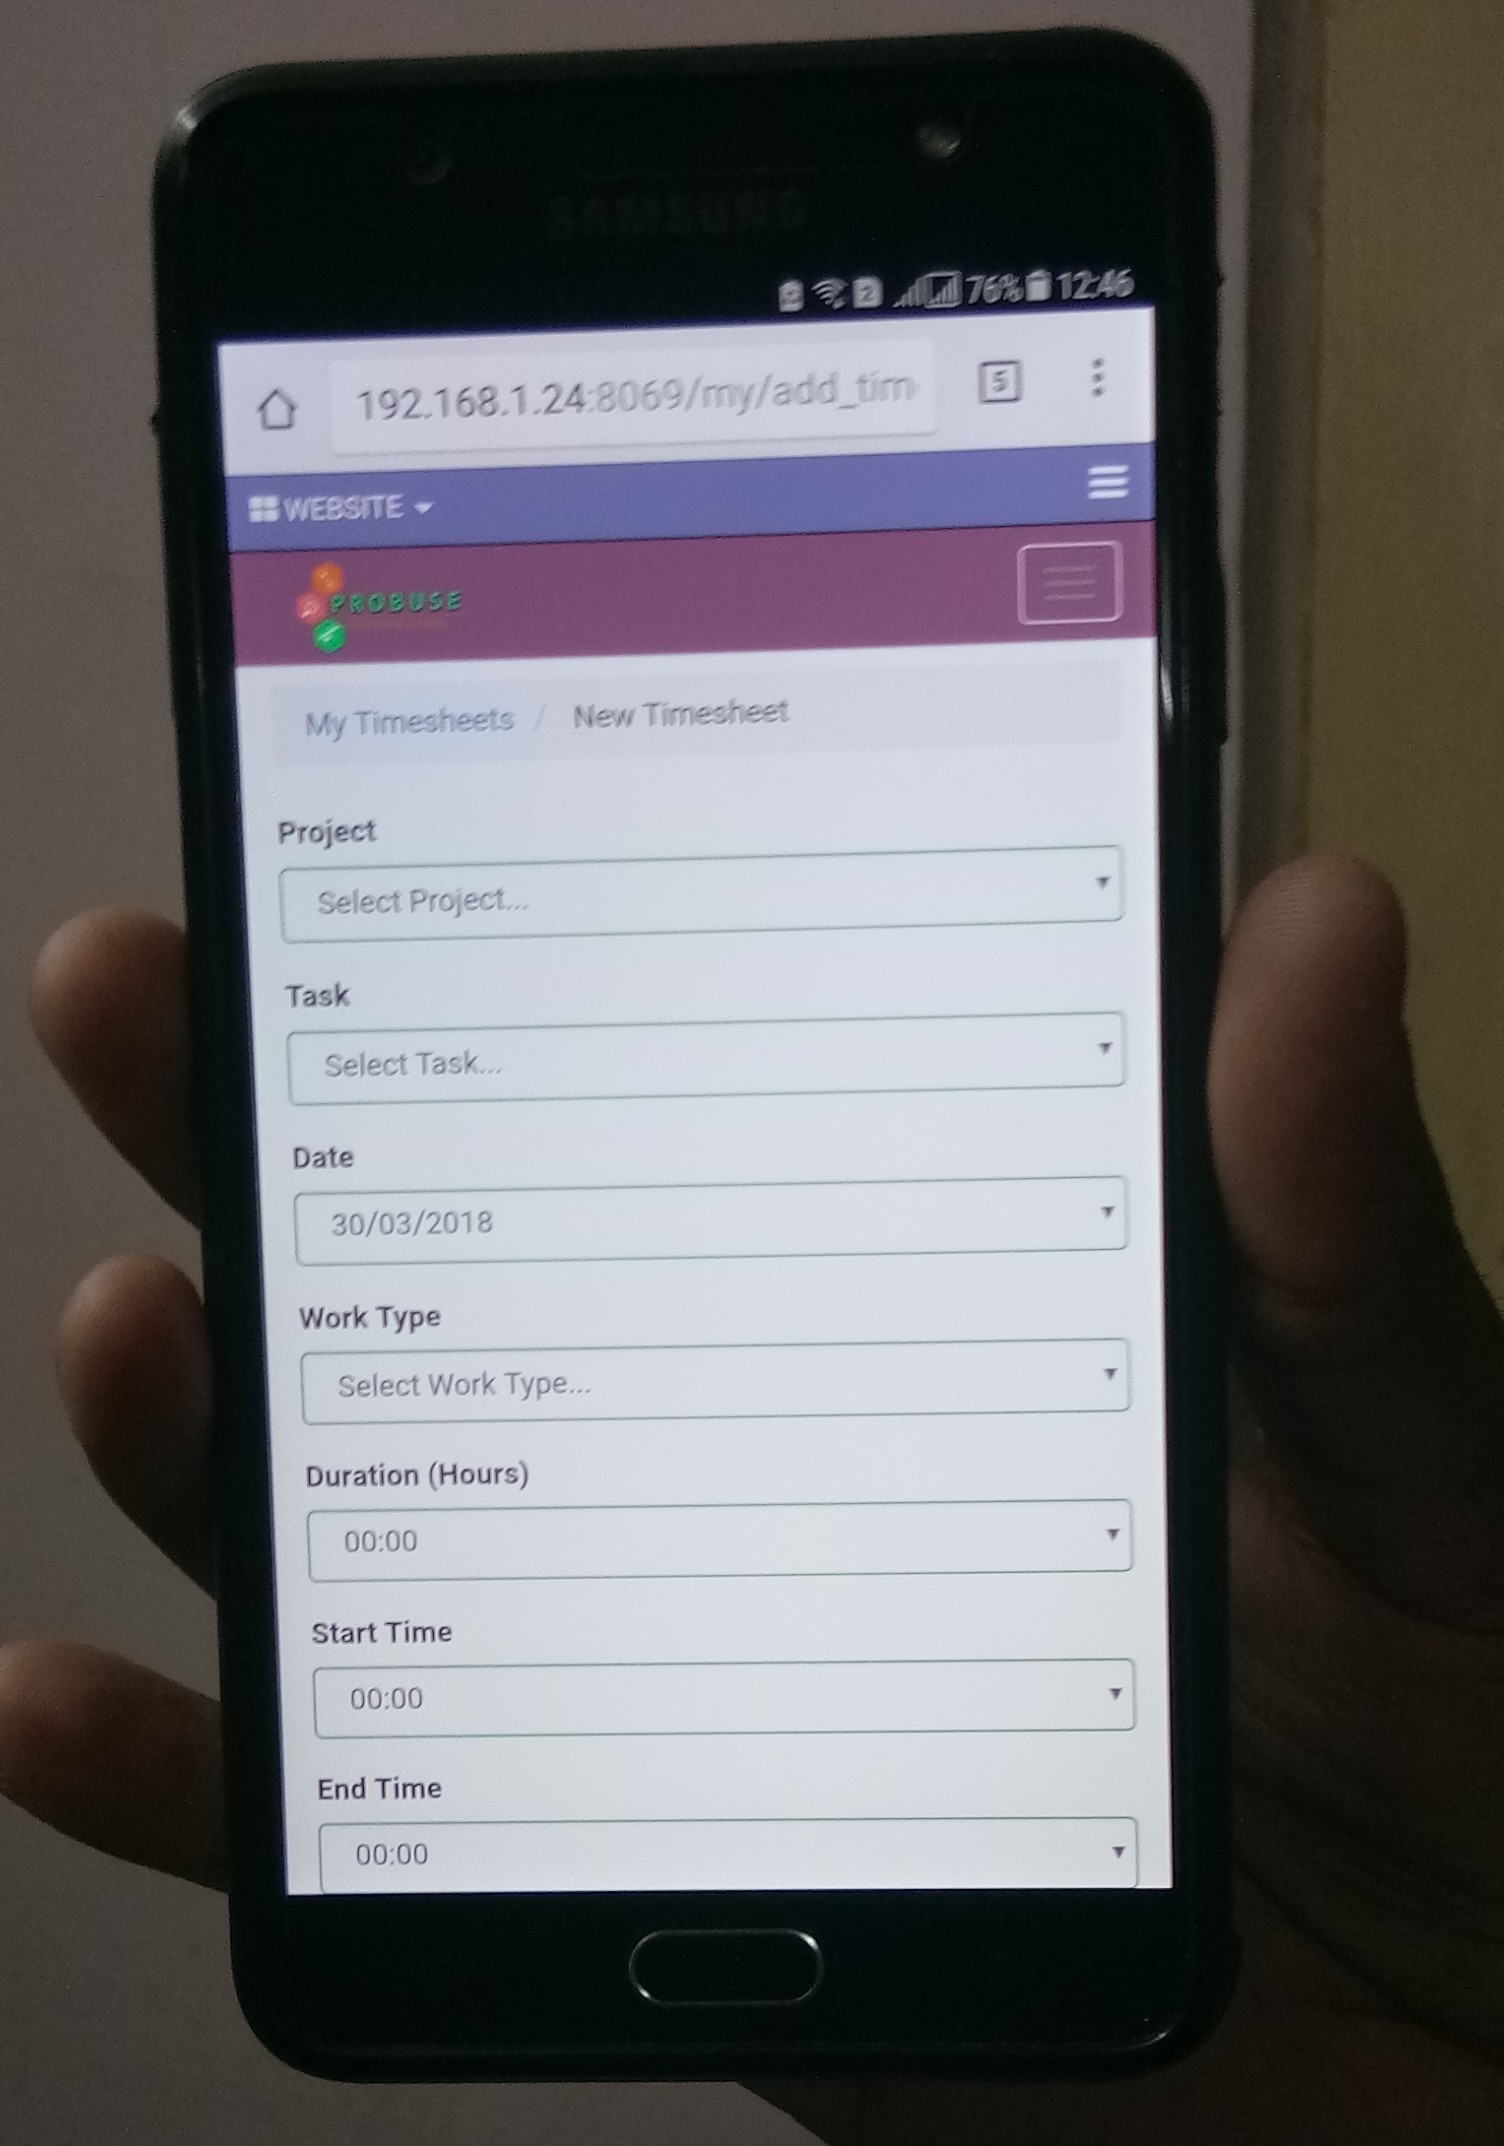 SAMSUNG
2 76% 12:46
192.168.1.24:8069/my/add_tim
5
WEBSITE
PROBUSE
My Timesheets / New Timesheet
Project
Select Project...
Task
Select Task...
Date
30/03/2018
Work Type
Select Work Type...
Duration (Hours)
00:00
Start Time
00:00
End Time
00:00